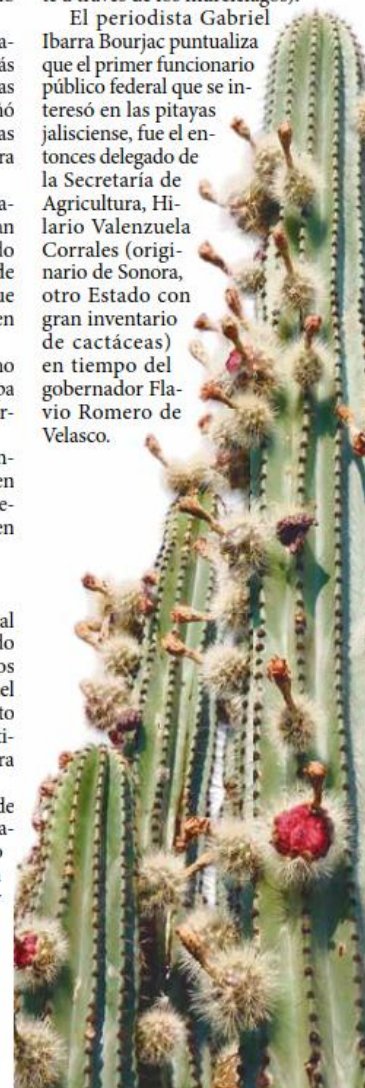 El periodista Gabriel
Ibarra Bourjac puntualiza
que el primer funcionario
público federal que se in-
teresó en las pitayas
jalisciense, fue el en-
tonces delegado de
la Secretaría de
Agricultura, Hi-
lario Valenzuela
Corrales (origi-
nario de Sonora,
otro Estado con
gran inventario
de cactáceas)
en tiempo del
gobernador Fla-
vio Romero de
Velasco.